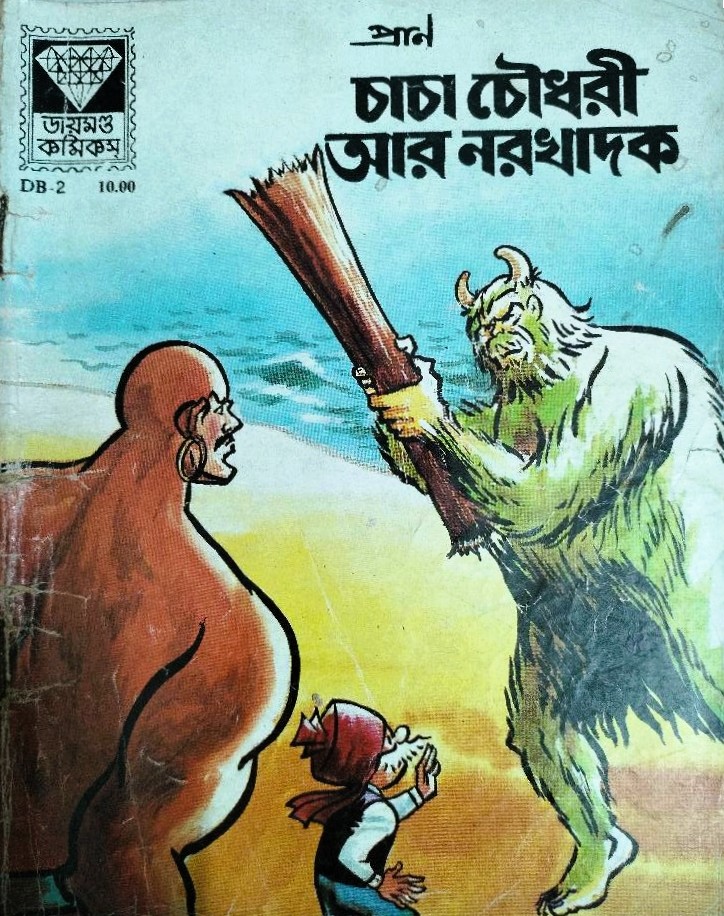 প্রাণ
চাচা চৌধরী
আর নরখাদক
ডায়মণ্ড
কমিকস
DB-2 10.00